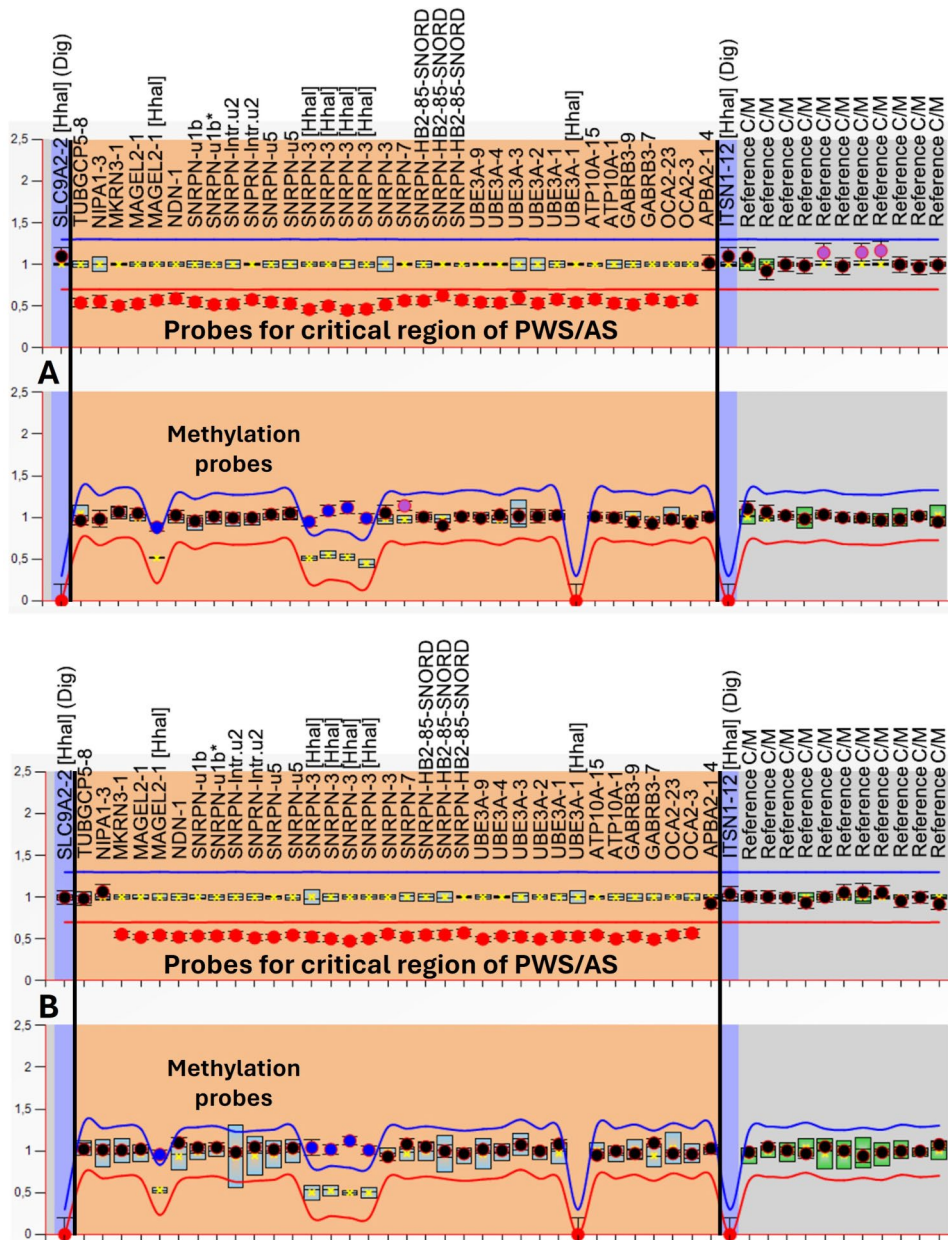 SLC9A2-2 [HhaI] (Dig)
TUBGCP5-8
NIPA1-3
MKRN3-1
MAGEL2-1
MAGEL2-1 [HhaI]
NDN-1
SNRPN-u1b
SNRPN-u1b*
SNRPN-Intr.u2
SNPRN-Intr.u2
SNRPN-u5
SNRPN-u5
SNRPN-3 [HhaI]
SNRPN-3 [HhaI]
SNRPN-3 [HhaI]
SNRPN-3 [HhaI]
SNRPN-3
SNRPN-7
SNRPN-HB2-85-SNORD
SNRPN-HB2-85-SNORD
SNRPN-HB2-85-SNORD
UBE3A-9
UBE3A-4
UBE3A-3
UBE3A-2
UBE3A-1
UBE3A-1 [HhaI]
ATP10A-15
ATP10A-1
GABRB3-9
GABRB3-7
OCA2-23
OCA2-3
APBA2-14
ITSN1-12 [HhaI] (Dig)
Reference C/M
Reference C/M
Reference C/M
Reference C/M
Reference C/M
Reference C/M
Reference C/M
Reference C/M
Reference C/M
Reference C/M
Reference C/M
2,5
2
1,5
1
0,5
0
Probes for critical region of PWS/AS
A
2,5
2
1,5
1
0,5
0
Methylation
probes
SLC9A2-2 [HhaI] (Dig)
TUBGCP5-8
NIPA1-3
MKRN3-1
MAGEL2-1
MAGEL2-1 [HhaI]
NDN-1
SNRPN-u1b
SNRPN-u1b*
SNRPN-Intr.u2
SNPRN-Intr.u2
SNRPN-u5
SNRPN-u5
SNRPN-3 [HhaI]
SNRPN-3 [HhaI]
SNRPN-3 [HhaI]
SNRPN-3 [HhaI]
SNRPN-3
SNRPN-7
SNRPN-HB2-85-SNORD
SNRPN-HB2-85-SNORD
SNRPN-HB2-85-SNORD
UBE3A-9
UBE3A-4
UBE3A-3
UBE3A-2
UBE3A-1
UBE3A-1 [HhaI]
ATP10A-15
ATP10A-1
GABRB3-9
GABRB3-7
OCA2-23
OCA2-3
APBA2-14
ITSN1-12 [HhaI] (Dig)
Reference C/M
Reference C/M
Reference C/M
Reference C/M
Reference C/M
Reference C/M
Reference C/M
Reference C/M
Reference C/M
Reference C/M
Reference C/M
2,5
2
1,5
1
0,5
0
Probes for critical region of PWS/AS
B
2,5
2
1,5
1
0,5
0
Methylation
probes